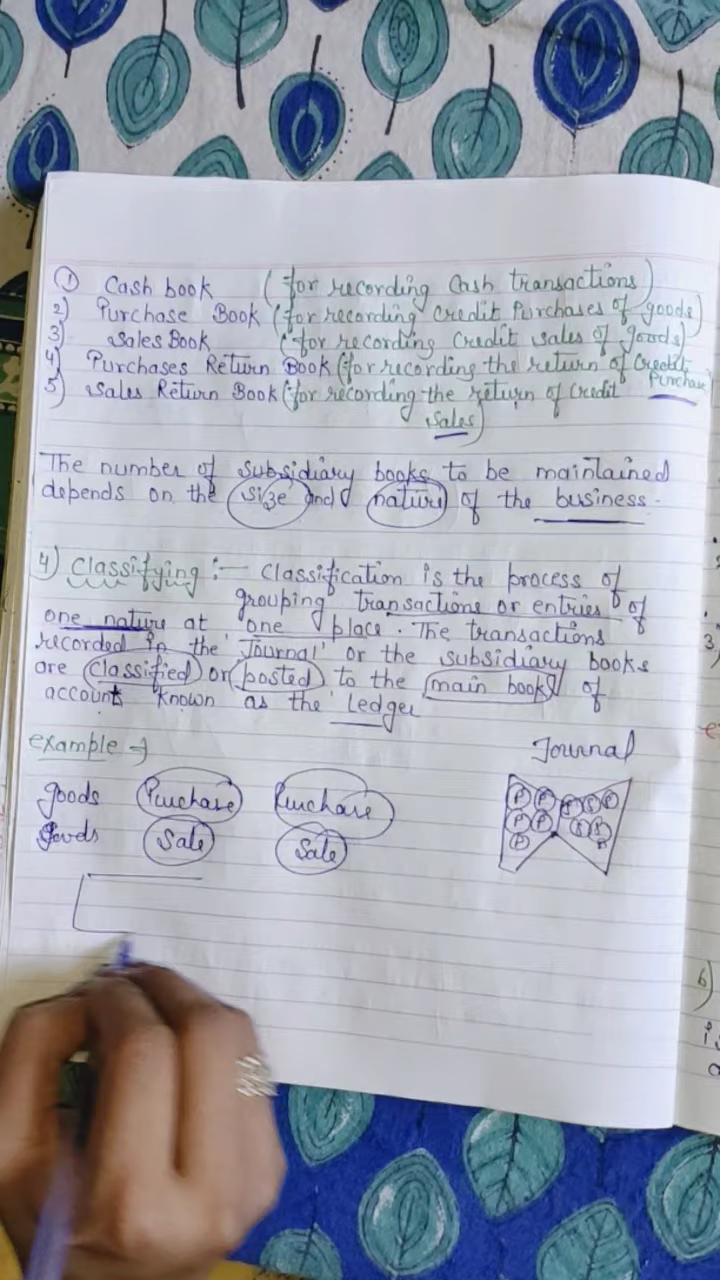 ① Cash book (for recording Cash transactions)
2) Purchase Book (for recording Credit Purchases of goods)
3) Sales Book (for recording Credit sales of goods)
4) Purchases Return Book (for recording the return of Credit Purchase)
5) Sales Return Book (for recording the return of Credit
Sales)
The number of subsidiary books to be maintained
depends on the size and nature of the business.
4) Classifying :- Classification is the process of
grouping transactions or entries of
one nature at one place. The transactions
recorded in the 'Journal' or the subsidiary books
are classified or posted to the main book of
account known as the Ledger
example →
Journal
goods Purchase Purchase
goods Sale Sale
P P S S P
P P S S
P P
3)
6)